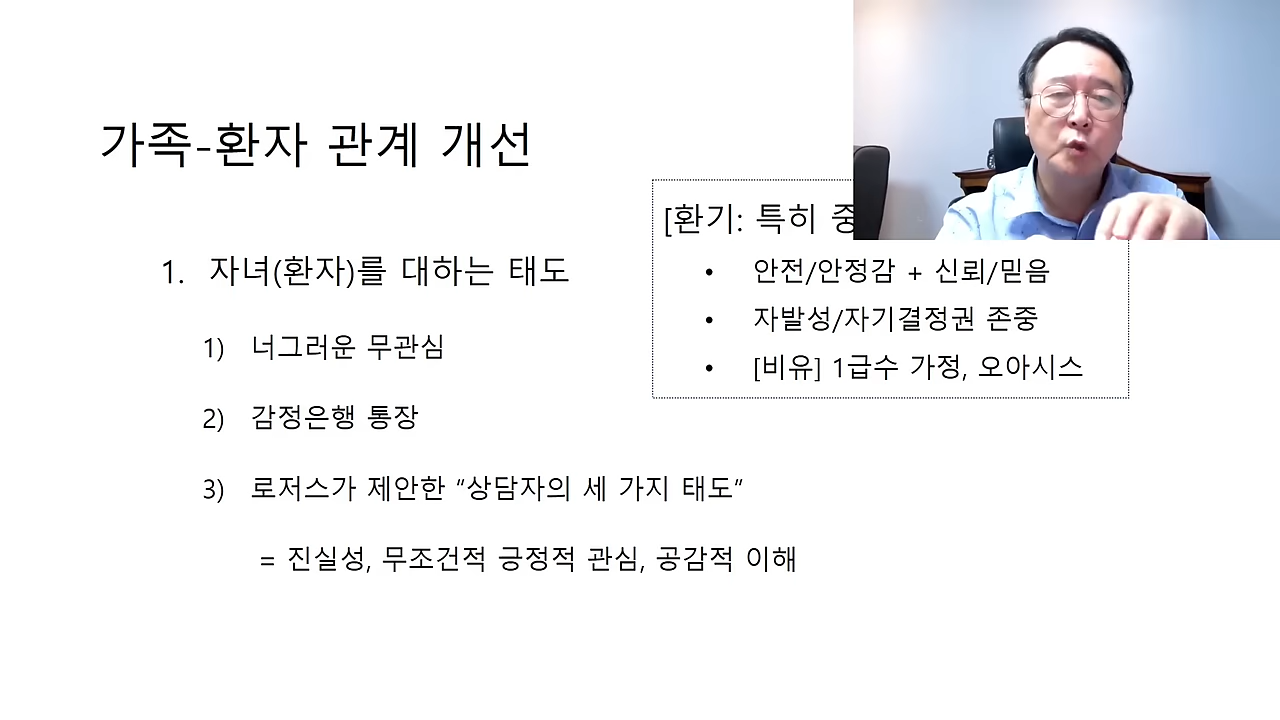 가족-환자 관계 개선
1. 자녀(환자)를 대하는 태도
1) 너그러운 무관심
2) 감정은행 통장
3) 로저스가 제안한 “상담자의 세 가지 태도”
= 진실성, 무조건적 긍정적 관심, 공감적 이해
[환기: 특히
• 안전/안정감 + 신뢰/믿음
• 자발성/자기결정권 존중
• [비유] 1급수 가정, 오아시스